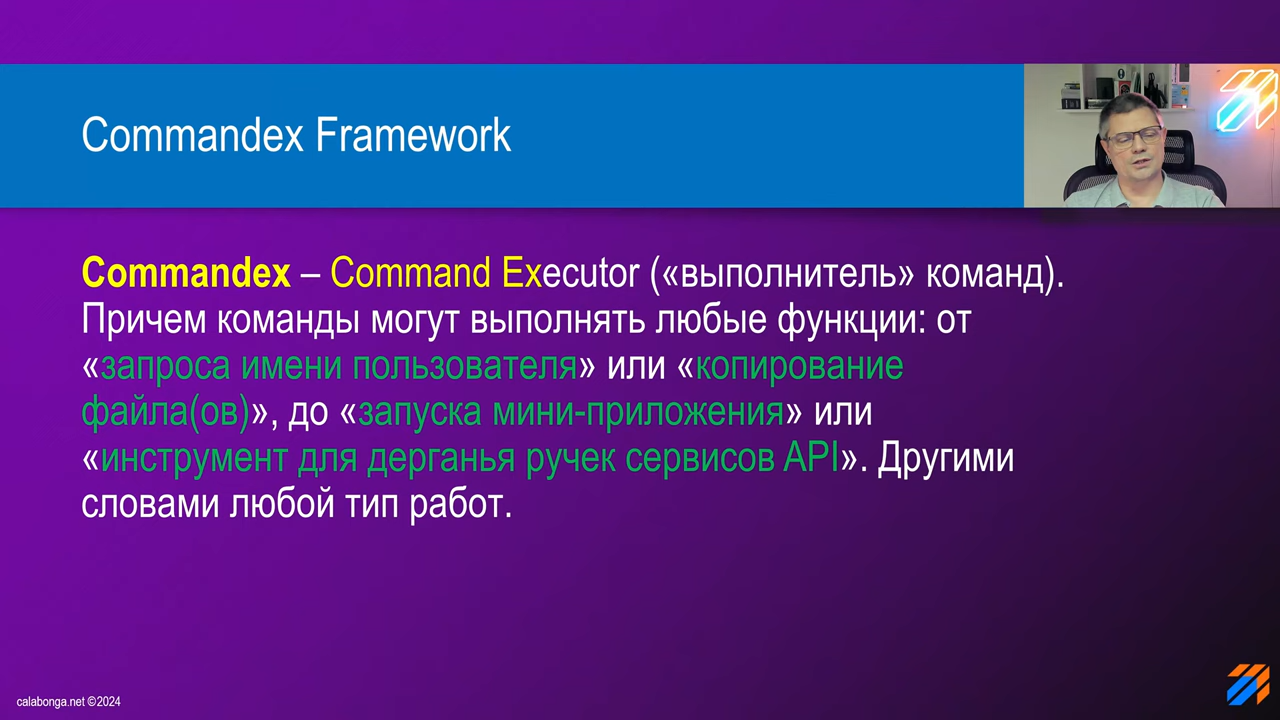 Commandex Framework
Commandex – Command Executor («выполнитель» команд).
Причем команды могут выполнять любые функции: от
«запроса имени пользователя» или «копирование
файла(ов)», до «запуска мини-приложения» или
«инструмент для дерганья ручек сервисов API». Другими
словами любой тип работ.
calabonga.net ©2024